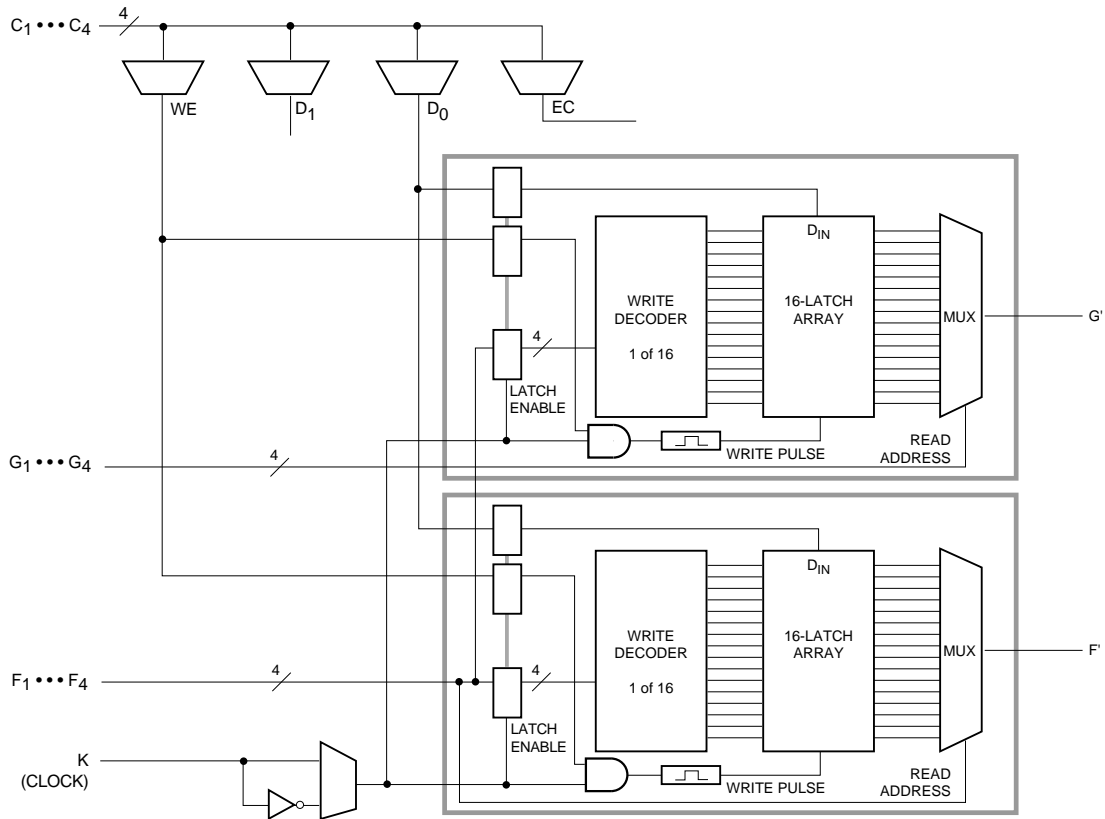 C1 ••• C4
4
WE
D1
D0
EC
DIN
WRITE
DECODER
1 of 16
16-LATCH
ARRAY
MUX
G'
4
LATCH
ENABLE
WRITE PULSE
READ
ADDRESS
G1 ••• G4
4
DIN
WRITE
DECODER
1 of 16
16-LATCH
ARRAY
MUX
F'
4
F1 ••• F4
4
LATCH
ENABLE
WRITE PULSE
READ
ADDRESS
K
(CLOCK)